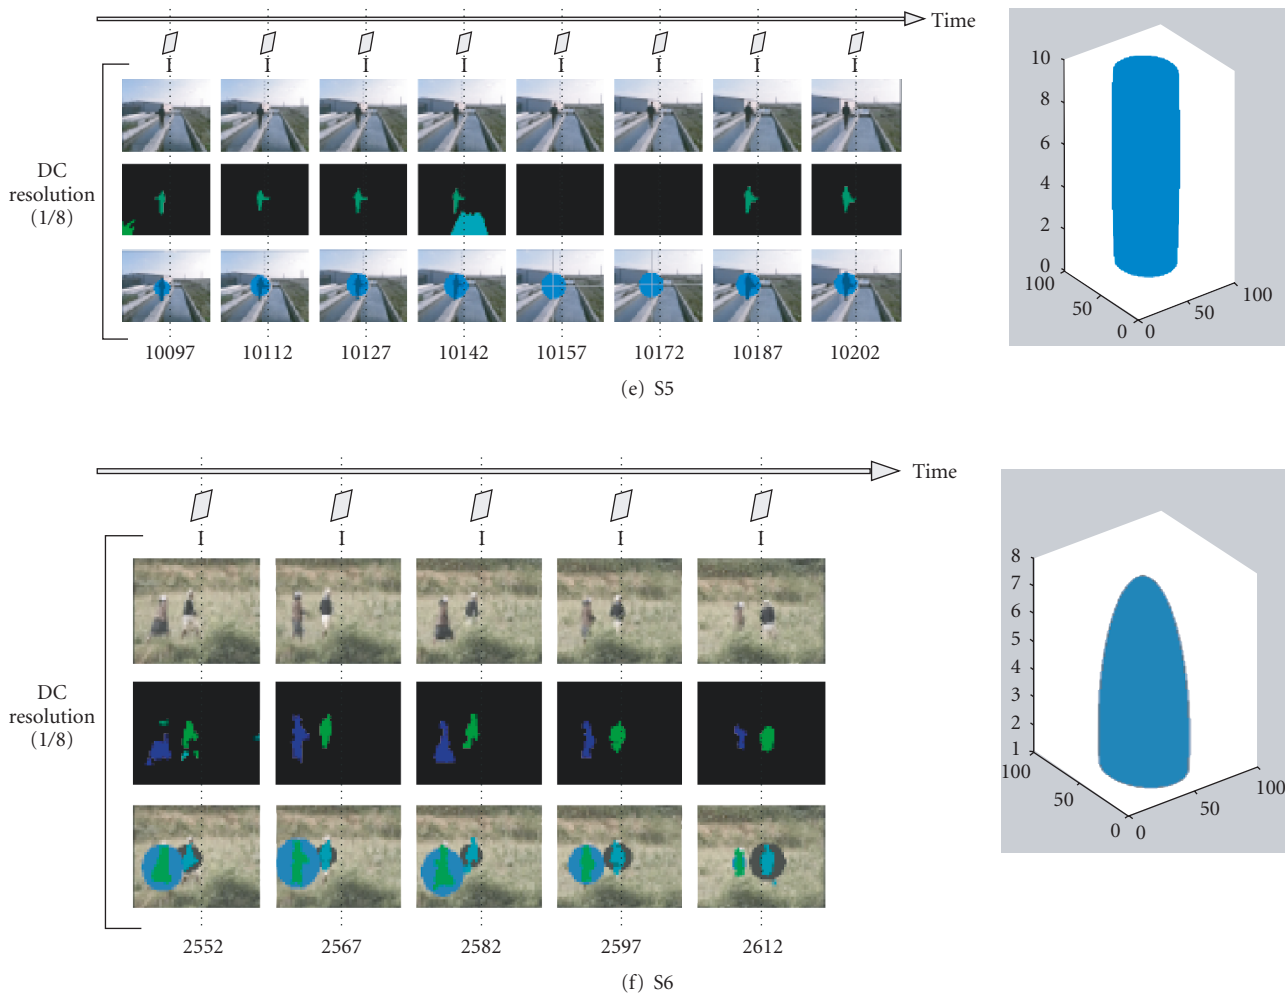 Time
I I I I I I I I
DC
resolution
(1/8)
10097 10112 10127 10142 10157 10172 10187 10202
10
8
6
4
2
0
100
50
0 0
50
100
(e) S5
Time
I I I I I
DC
resolution
(1/8)
2552 2567 2582 2597 2612
8
7
6
5
4
3
2
1
100
50
0 0
50
100
(f) S6